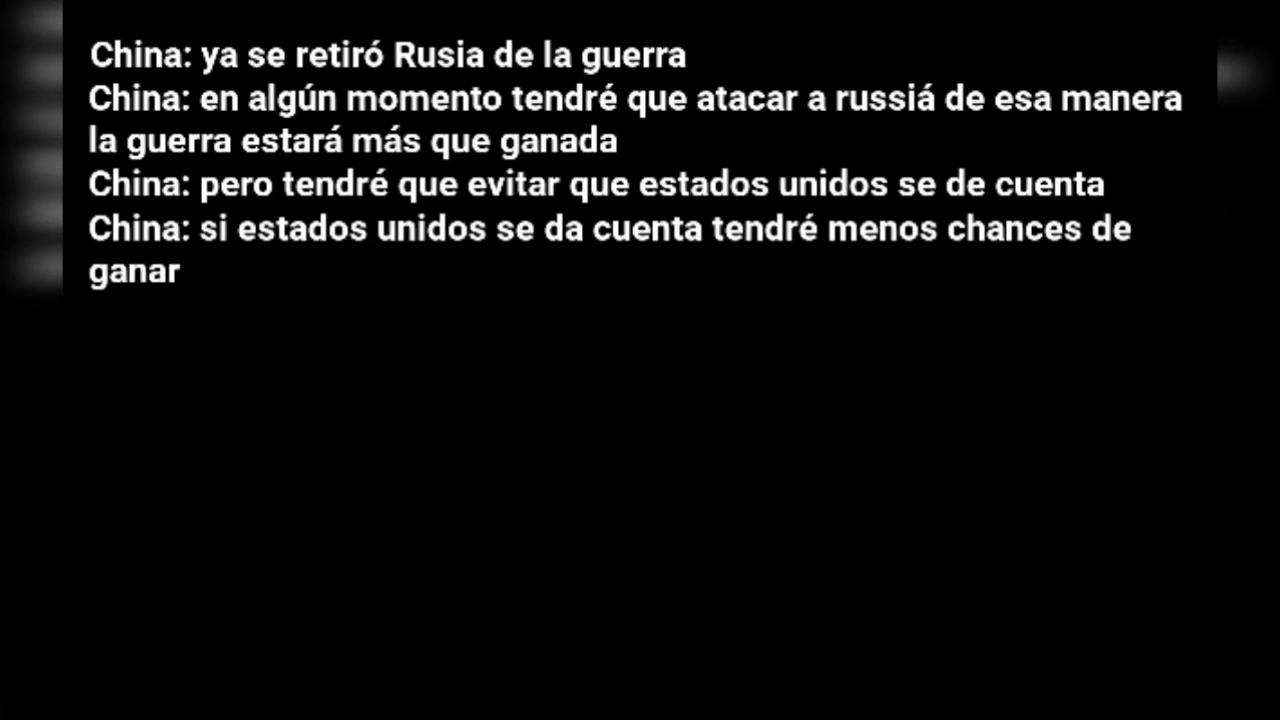 China: ya se retiró Rusia de la guerra
China: en algún momento tendré que atacar a russiá de esa manera
la guerra estará más que ganada
China: pero tendré que evitar que estados unidos se de cuenta
China: si estados unidos se da cuenta tendré menos chances de
ganar